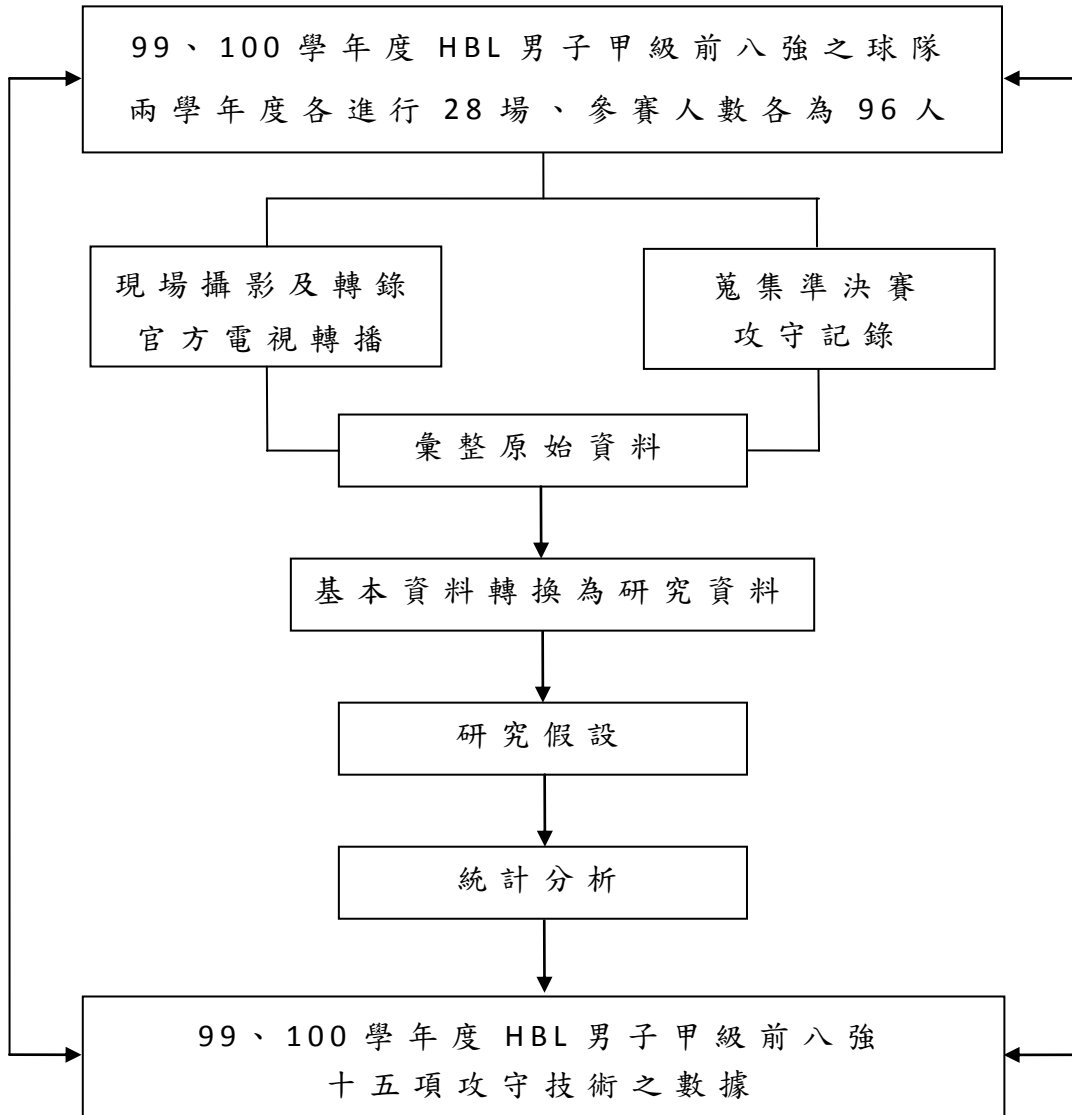 99、100 學年度 HBL 男子甲級前八強之球隊
兩學年度各進行 28 場、參賽人數各為 96 人
現場攝影及轉錄
官方電視轉播
蒐集準決賽
攻守記錄
彙整原始資料
基本資料轉換為研究資料
研究假設
統計分析
99、100 學年度 HBL 男子甲級前八強
十五項攻守技術之數據